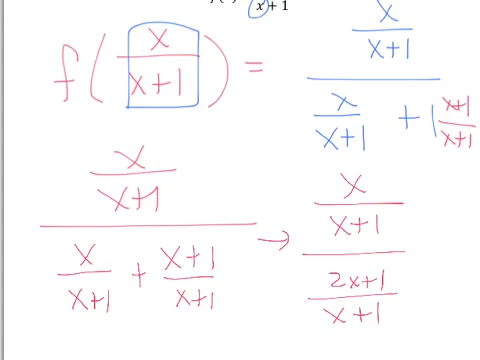 x + 1
f( x/(x+1) ) = (x/(x+1)) / (x/(x+1) + 1 (x+1)/(x+1))
(x/(x+1)) / (x/(x+1) + (x+1)/(x+1)) → (x/(x+1)) / ((2x+1)/(x+1))